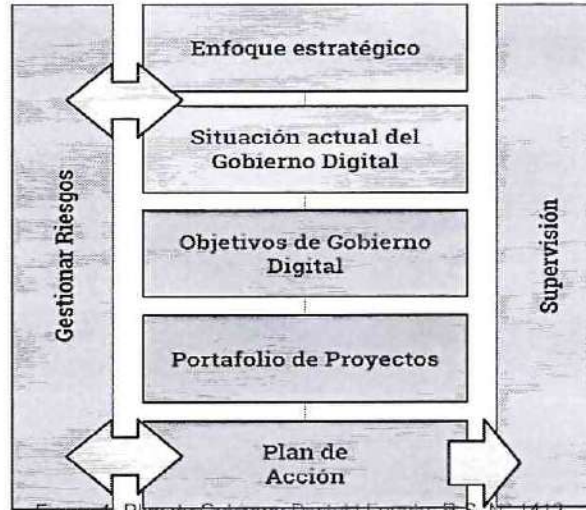 Enfoque estratégico
Situación actual del
Gobierno Digital
Objetivos de Gobierno
Digital
Portafolio de Proyectos
Plan de
Acción
Gestionar Riesgos
Supervisión